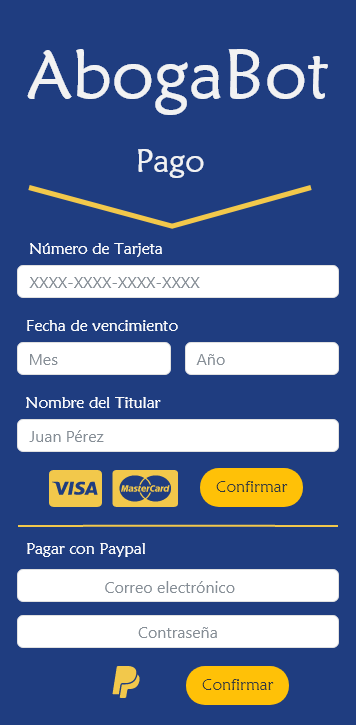 AbogaBot
Pago
Número de Tarjeta
XXXX-XXXX-XXXX-XXXX
Fecha de vencimiento
Mes Año
Nombre del Titular
Juan Pérez
VISA MasterCard Confirmar
Pagar con Paypal
Correo electrónico
Contraseña
Confirmar